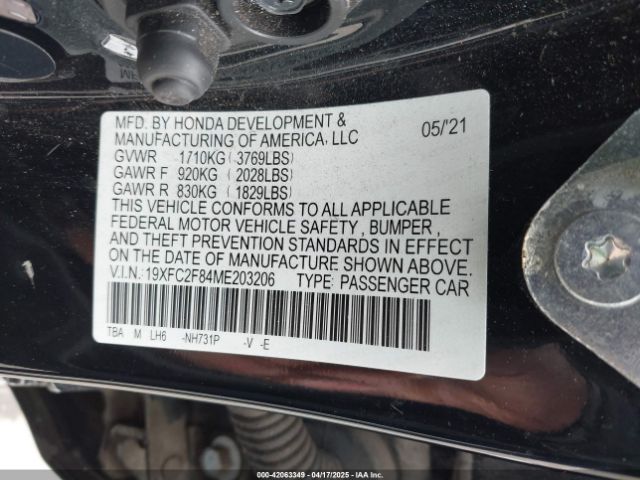 MFD. BY HONDA DEVELOPMENT &
MANUFACTURING OF AMERICA, LLC 05/'21
GVWR 1710KG ( 3769LBS)
GAWR F 920KG ( 2028LBS)
GAWR R 830KG ( 1829LBS)
THIS VEHICLE CONFORMS TO ALL APPLICABLE
FEDERAL MOTOR VEHICLE SAFETY , BUMPER ,
AND THEFT PREVENTION STANDARDS IN EFFECT
ON THE DATE OF MANUFACTURE SHOWN ABOVE.
V.I.N.: 19XFC2F84ME203206 TYPE: PASSENGER CAR
TBA M LH6 -NH731P -V -E
000-42063349 - 04/17/2025 - IAAI.com